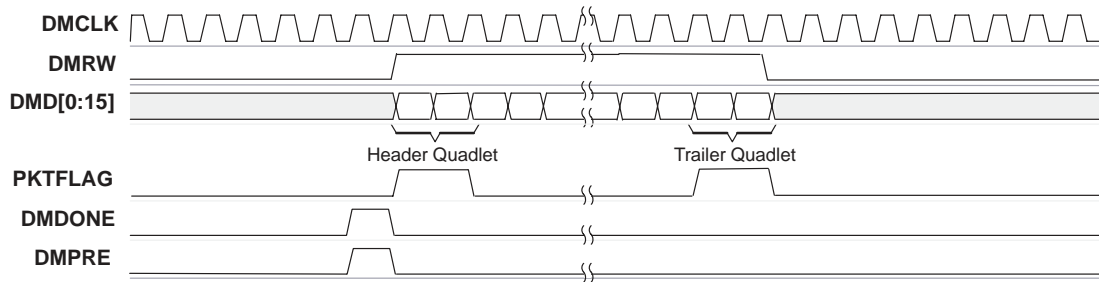 DMCLK
DMRW
DMD[0:15]
Header Quadlet
Trailer Quadlet
PKTFLAG
DMDONE
DMPRE